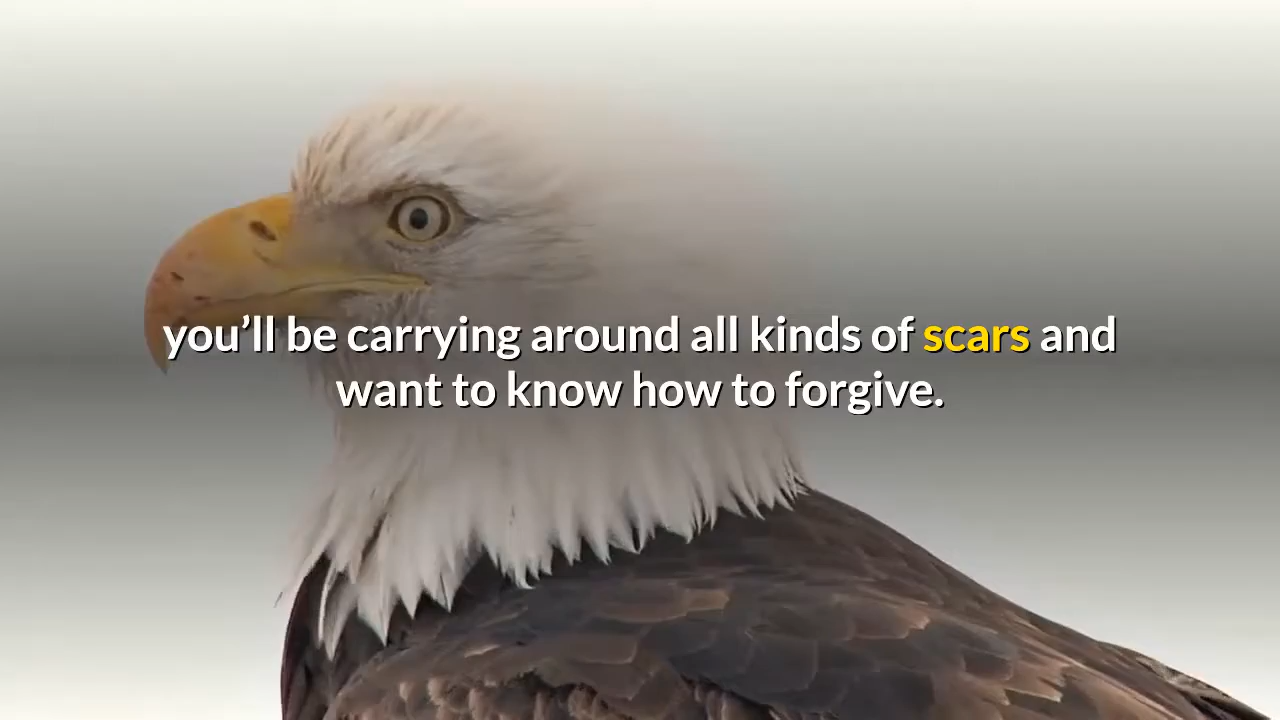 you’ll be carrying around all kinds of scars and
want to know how to forgive.